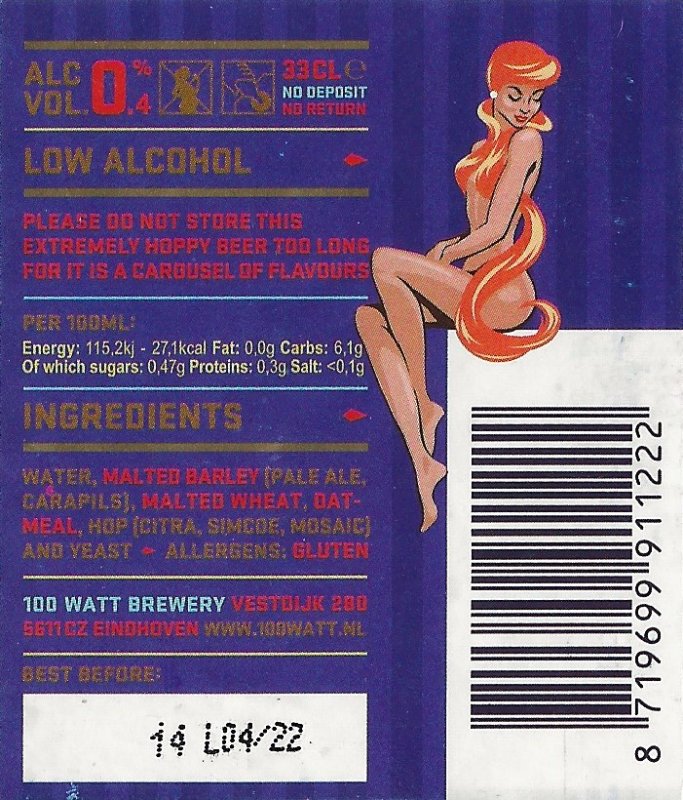 ALC VOL. 0.4% 33CL e
NO DEPOSIT
NO RETURN
LOW ALCOHOL
PLEASE DO NOT STORE THIS
EXTREMELY HOPPY BEER TOO LONG
FOR IT IS A CAROUSEL OF FLAVOURS
PER 100ML:
Energy: 115,2kj - 27,1kcal Fat: 0,0g Carbs: 6,1g
Of which sugars: 0,47g Proteins: 0,3g Salt: <0,1g
INGREDIENTS
WATER, MALTED BARLEY (PALE ALE,
CARAPILS), MALTED WHEAT, OAT-
MEAL, HOP (CITRA, SIMCOE, MOSAIC)
AND YEAST ALLERGENS: GLUTEN
100 WATT BREWERY VESTDIJK 280
5611 CZ EINDHOVEN WWW.100WATT.NL
BEST BEFORE:
14 L04/22
8 719699 911222